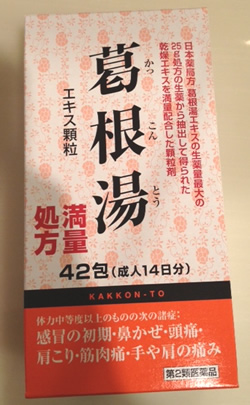 日本薬局方 葛根湯エキスの生薬量最大の
25g処方の生薬から抽出して得られた
乾燥エキスを満量配合した顆粒剤
葛根湯
かっこんとう
エキス顆粒
満量
処方
42包(成人14日分)
KAKKON-TO
体力中等度以上のものの次の諸症:
感冒の初期・鼻かぜ・頭痛・
肩こり・筋肉痛・手や肩の痛み
第2類医薬品